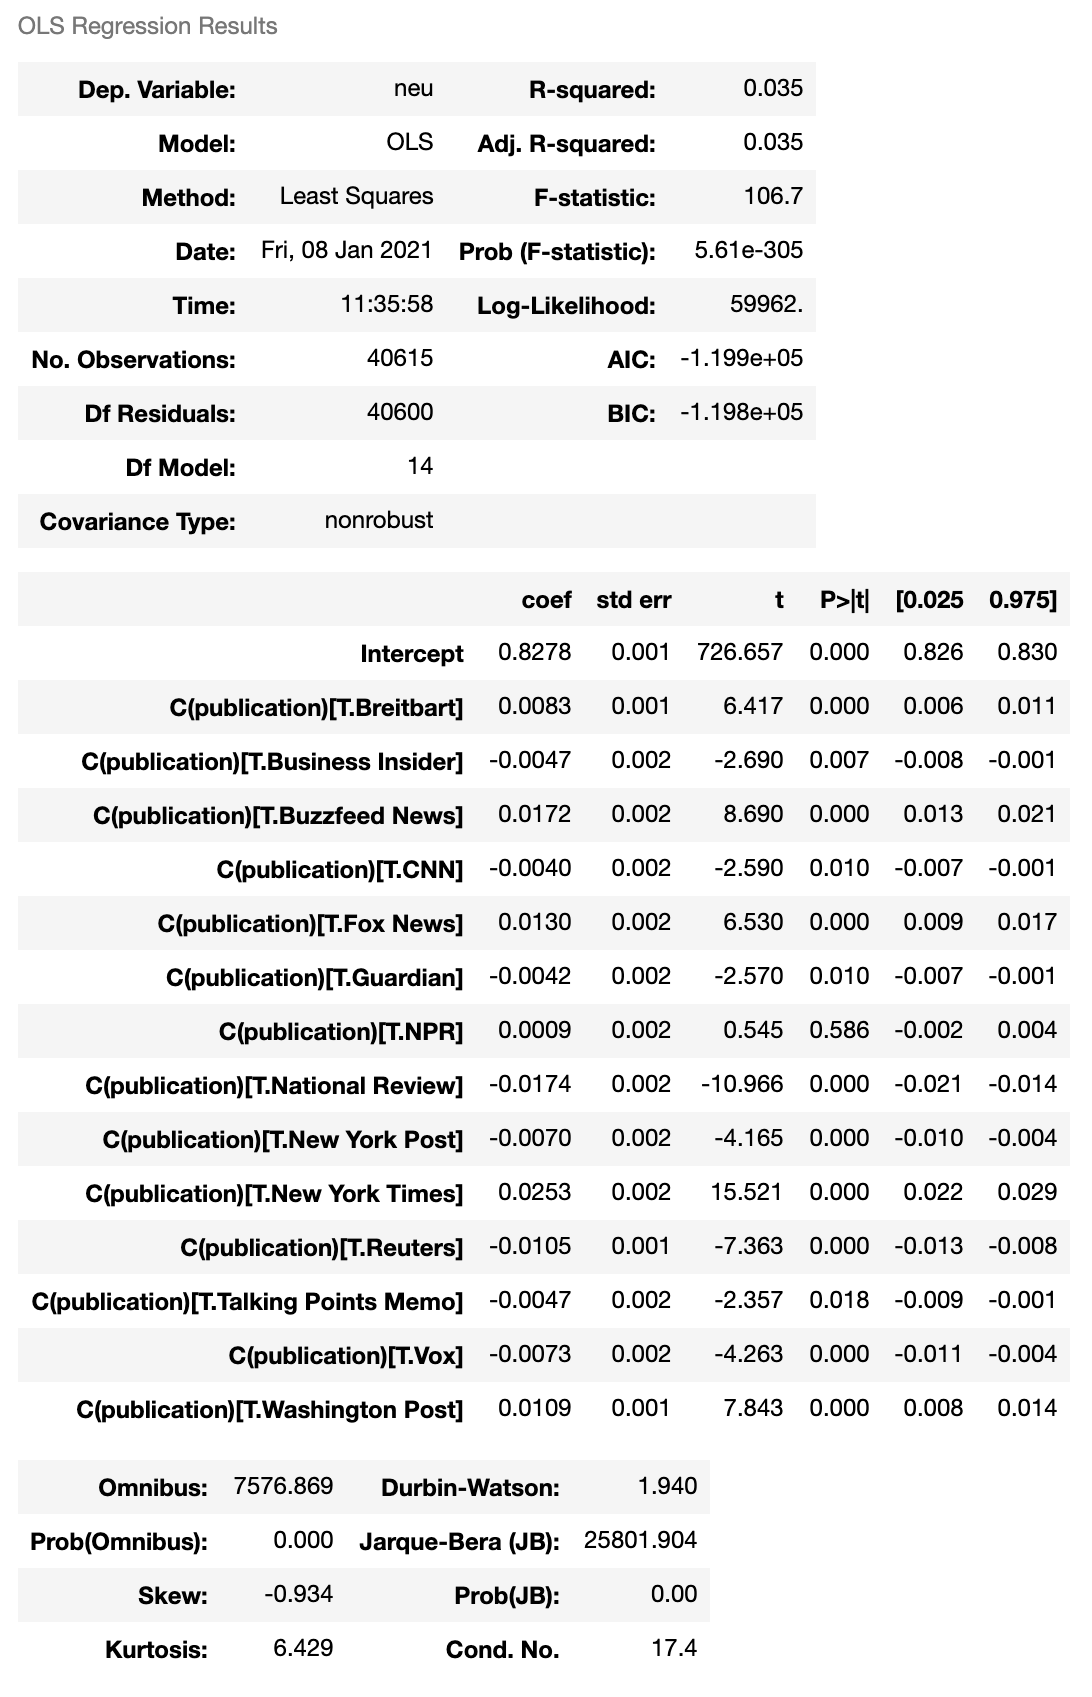 OLS Regression Results
Dep. Variable: neu R-squared: 0.035
Model: OLS Adj. R-squared: 0.035
Method: Least Squares F-statistic: 106.7
Date: Fri, 08 Jan 2021 Prob (F-statistic): 5.61e-305
Time: 11:35:58 Log-Likelihood: 59962.
No. Observations: 40615 AIC: -1.199e+05
Df Residuals: 40600 BIC: -1.198e+05
Df Model: 14
Covariance Type: nonrobust
coef std err t P>|t| [0.025 0.975]
Intercept 0.8278 0.001 726.657 0.000 0.826 0.830
C(publication)[T.Breitbart] 0.0083 0.001 6.417 0.000 0.006 0.011
C(publication)[T.Business Insider] -0.0047 0.002 -2.690 0.007 -0.008 -0.001
C(publication)[T.Buzzfeed News] 0.0172 0.002 8.690 0.000 0.013 0.021
C(publication)[T.CNN] -0.0040 0.002 -2.590 0.010 -0.007 -0.001
C(publication)[T.Fox News] 0.0130 0.002 6.530 0.000 0.009 0.017
C(publication)[T.Guardian] -0.0042 0.002 -2.570 0.010 -0.007 -0.001
C(publication)[T.NPR] 0.0009 0.002 0.545 0.586 -0.002 0.004
C(publication)[T.National Review] -0.0174 0.002 -10.966 0.000 -0.021 -0.014
C(publication)[T.New York Post] -0.0070 0.002 -4.165 0.000 -0.010 -0.004
C(publication)[T.New York Times] 0.0253 0.002 15.521 0.000 0.022 0.029
C(publication)[T.Reuters] -0.0105 0.001 -7.363 0.000 -0.013 -0.008
C(publication)[T.Talking Points Memo] -0.0047 0.002 -2.357 0.018 -0.009 -0.001
C(publication)[T.Vox] -0.0073 0.002 -4.263 0.000 -0.011 -0.004
C(publication)[T.Washington Post] 0.0109 0.001 7.843 0.000 0.008 0.014
Omnibus: 7576.869 Durbin-Watson: 1.940
Prob(Omnibus): 0.000 Jarque-Bera (JB): 25801.904
Skew: -0.934 Prob(JB): 0.00
Kurtosis: 6.429 Cond. No. 17.4